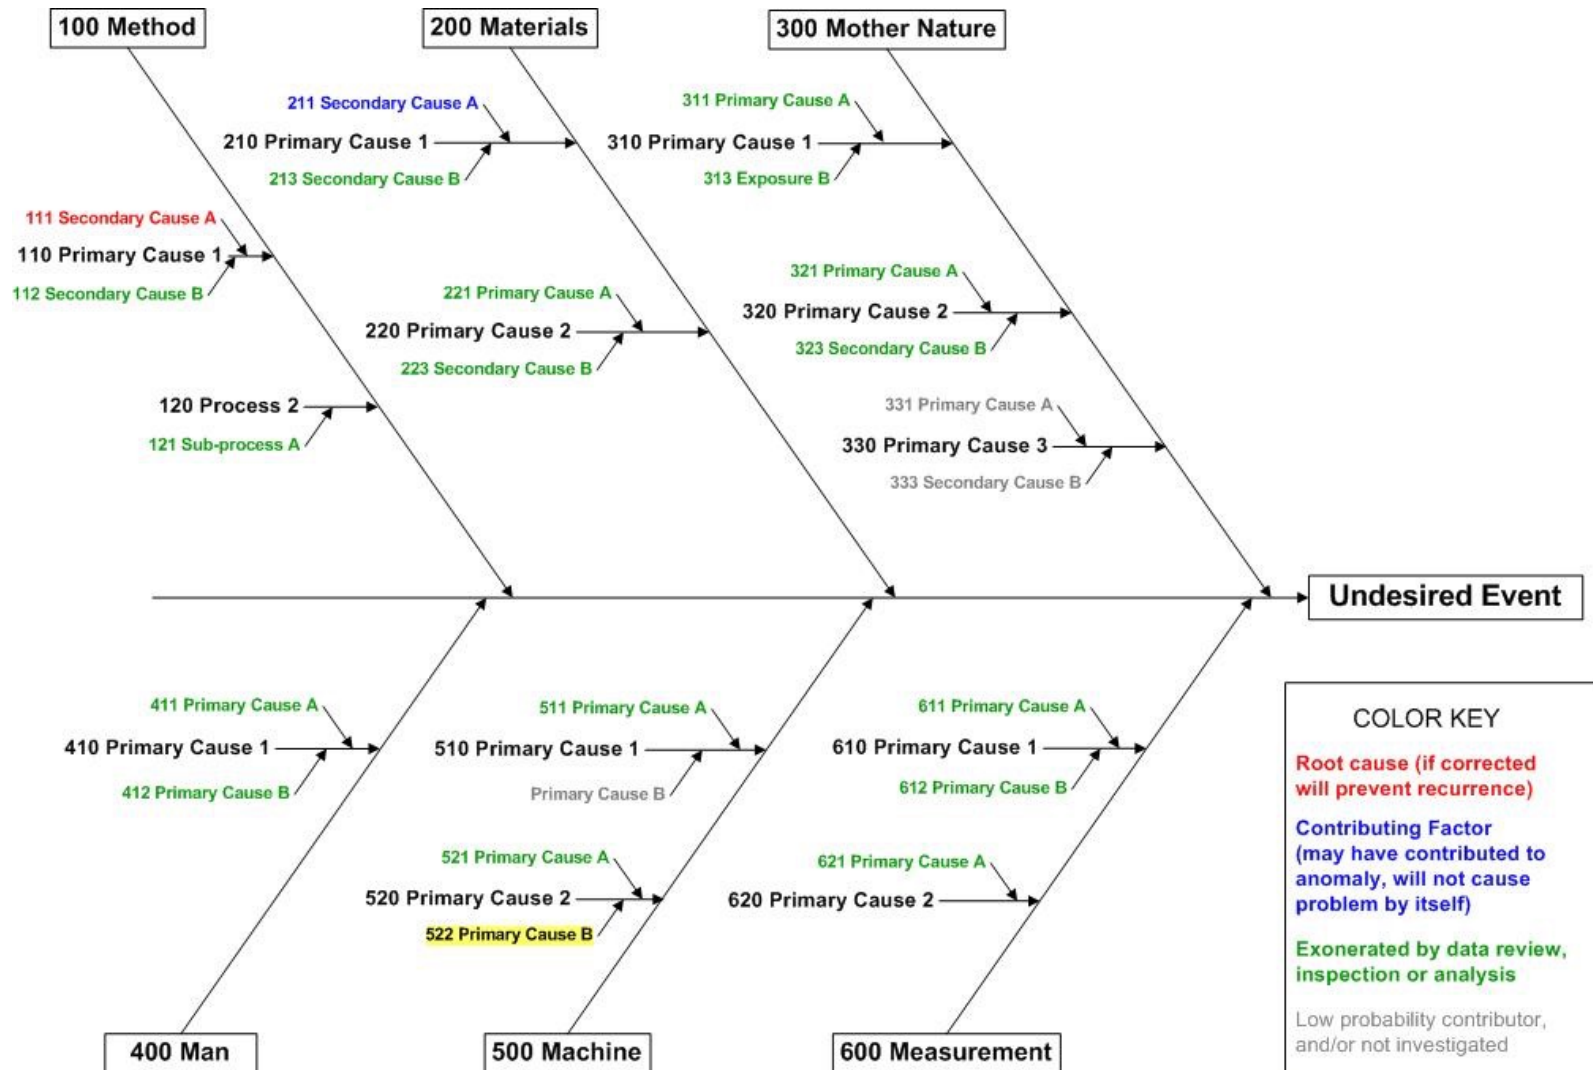 100 Method
200 Materials
300 Mother Nature
211 Secondary Cause A
210 Primary Cause 1
213 Secondary Cause B
311 Primary Cause A
310 Primary Cause 1
313 Exposure B
111 Secondary Cause A
110 Primary Cause 1
112 Secondary Cause B
221 Primary Cause A
220 Primary Cause 2
223 Secondary Cause B
321 Primary Cause A
320 Primary Cause 2
323 Secondary Cause B
120 Process 2
121 Sub-process A
331 Primary Cause A
330 Primary Cause 3
333 Secondary Cause B
Undesired Event
411 Primary Cause A
410 Primary Cause 1
412 Primary Cause B
511 Primary Cause A
510 Primary Cause 1
Primary Cause B
611 Primary Cause A
610 Primary Cause 1
612 Primary Cause B
521 Primary Cause A
520 Primary Cause 2
522 Primary Cause B
621 Primary Cause A
620 Primary Cause 2
400 Man
500 Machine
600 Measurement
COLOR KEY
Root cause (if corrected
will prevent recurrence)
Contributing Factor
(may have contributed to
anomaly, will not cause
problem by itself)
Exonerated by data review,
inspection or analysis
Low probability contributor,
and/or not investigated